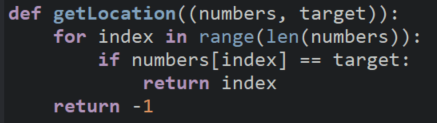 def getLocation((numbers, target)):
    for index in range(len(numbers)):
        if numbers[index] == target:
            return index
    return -1